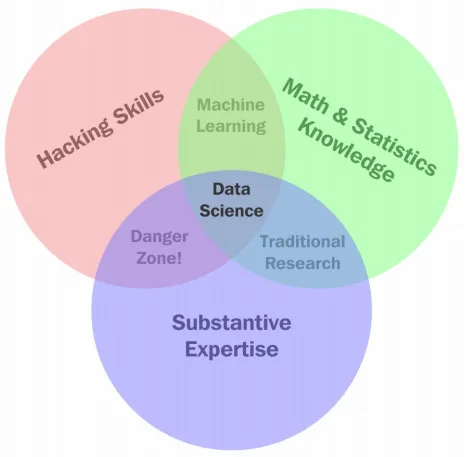 Hacking Skills
Math & Statistics
Knowledge
Machine
Learning
Data
Science
Danger
Zone!
Traditional
Research
Substantive
Expertise